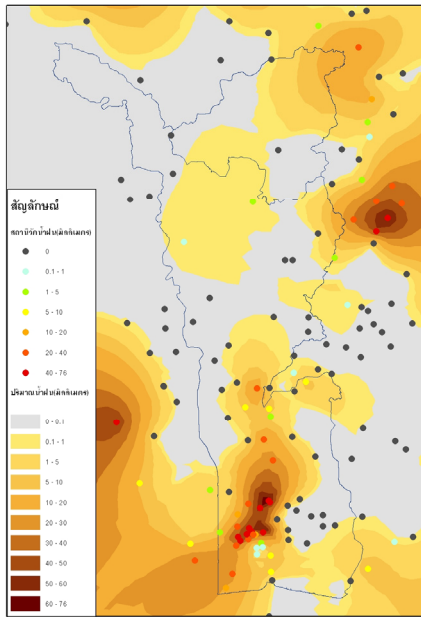 สัญลักษณ์
สถานีวัดน้ำฝน(มิลลิเมตร)
0
0.1 - 1
1 - 5
5 - 10
10 - 20
20 - 40
40 - 76
ปริมาณน้ำฝน(มิลลิเมตร)
0 - 0.1
0.1 - 1
1 - 5
5 - 10
10 - 20
20 - 30
30 - 40
40 - 50
50 - 60
60 - 76